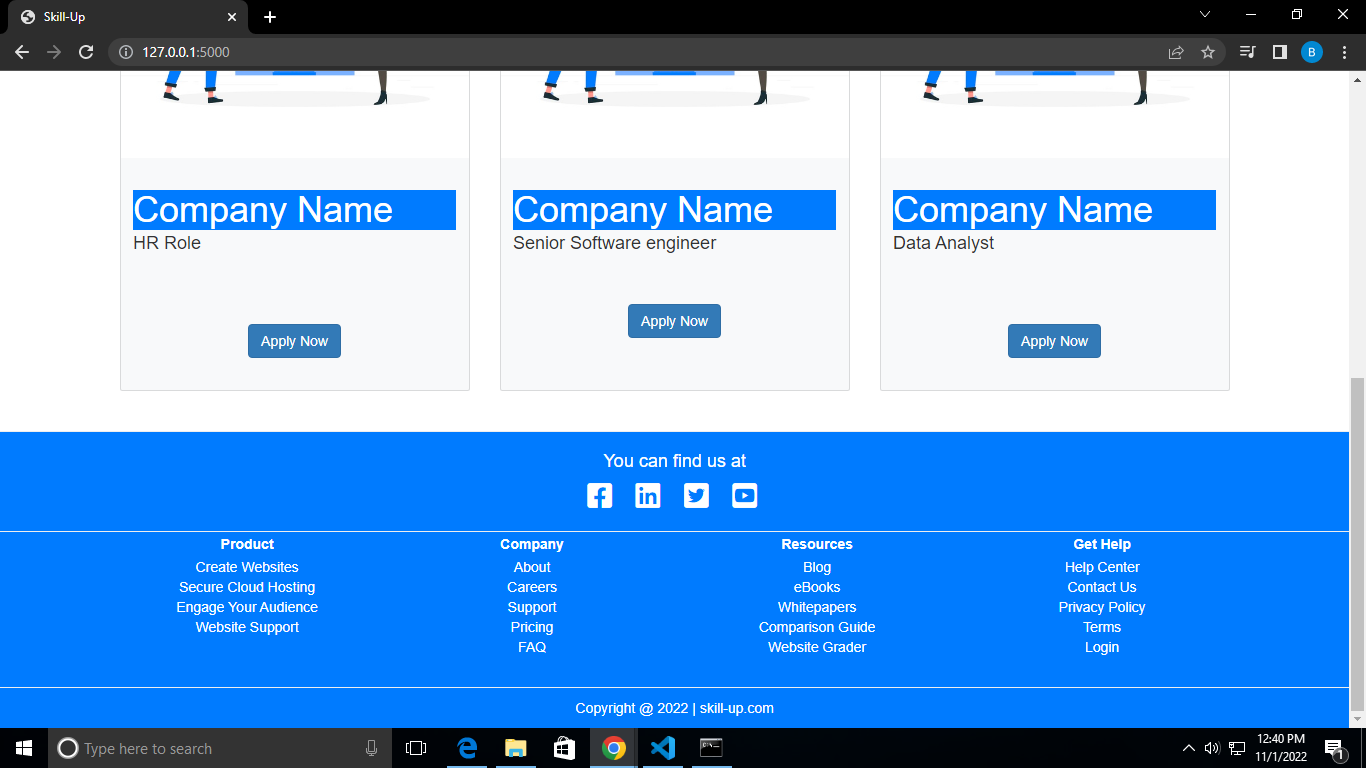 Skill-Up
127.0.0.1:5000
B
Company Name
HR Role
Apply Now
Company Name
Senior Software engineer
Apply Now
Company Name
Data Analyst
Apply Now
You can find us at
Product
Create Websites
Secure Cloud Hosting
Engage Your Audience
Website Support
Company
About
Careers
Support
Pricing
FAQ
Resources
Blog
eBooks
Whitepapers
Comparison Guide
Website Grader
Get Help
Help Center
Contact Us
Privacy Policy
Terms
Login
Copyright @ 2022 | skill-up.com
Type here to search
12:40 PM
11/1/2022
1